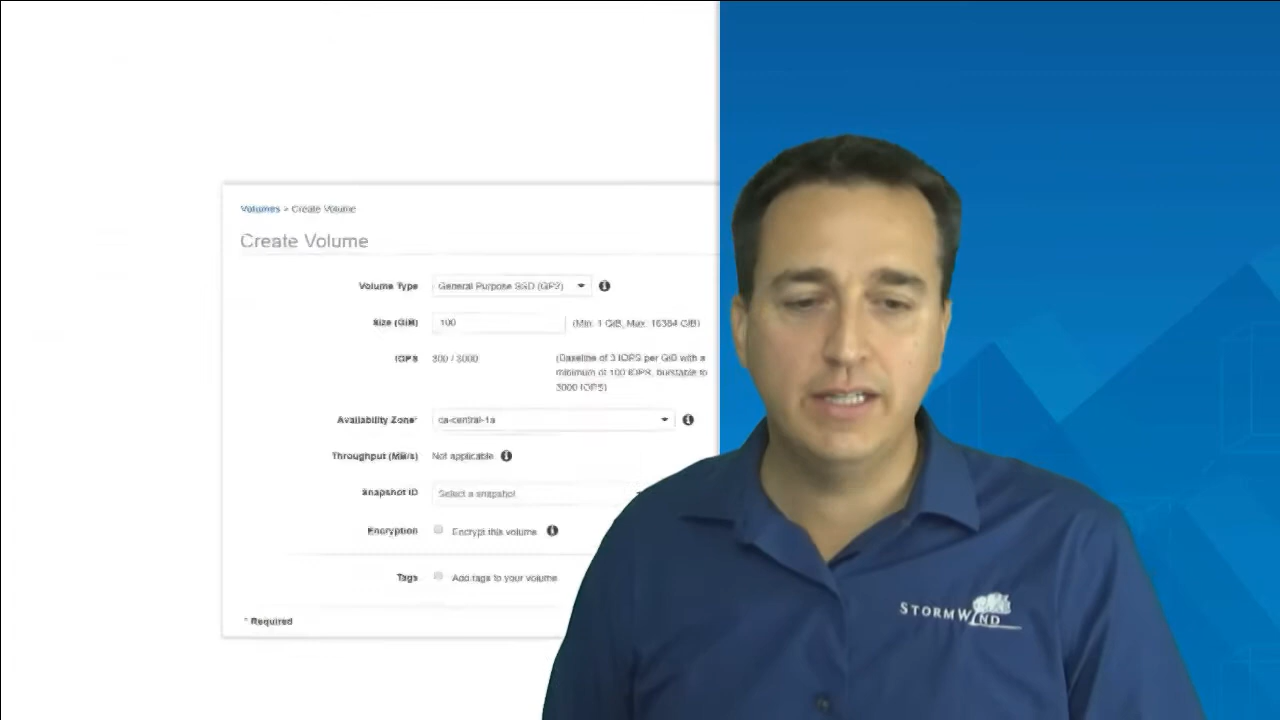 Volumes > Create Volume
Create Volume
Volume Type General Purpose SSD (GP2)
Size (GiB) 100 (Min: 1 GiB, Max: 16384 GiB)
IOPS 300 / 3000 (Baseline of 3 IOPS per GiB with a
minimum of 100 IOPS, burstable to
3000 IOPS)
Availability Zone* ca-central-1a
Throughput (MB/s) Not applicable
Snapshot ID Select a snapshot
Encryption Encrypt this volume
Tags Add tags to your volume
* Required
STORMWIND